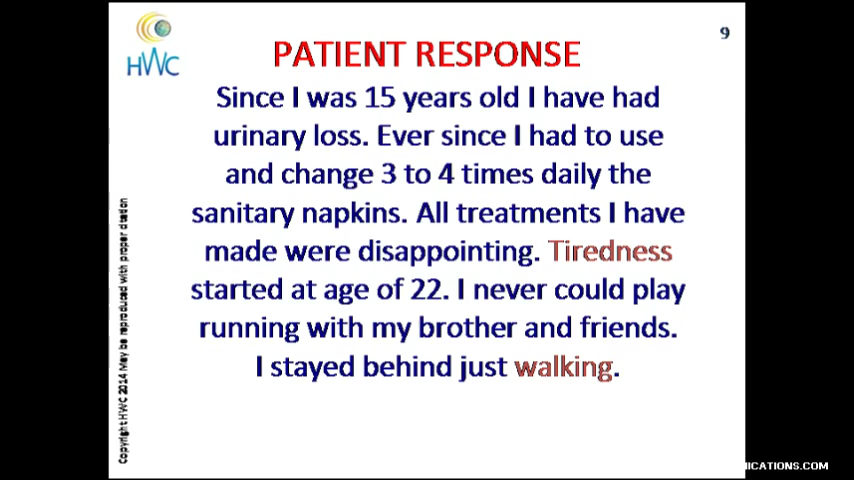 HWC
9
PATIENT RESPONSE
Since I was 15 years old I have had
urinary loss. Ever since I had to use
and change 3 to 4 times daily the
sanitary napkins. All treatments I have
made were disappointing. Tiredness
started at age of 22. I never could play
running with my brother and friends.
I stayed behind just walking.
Copyright HWC 2014 May be reproduced with proper citation
ICATIONS.COM